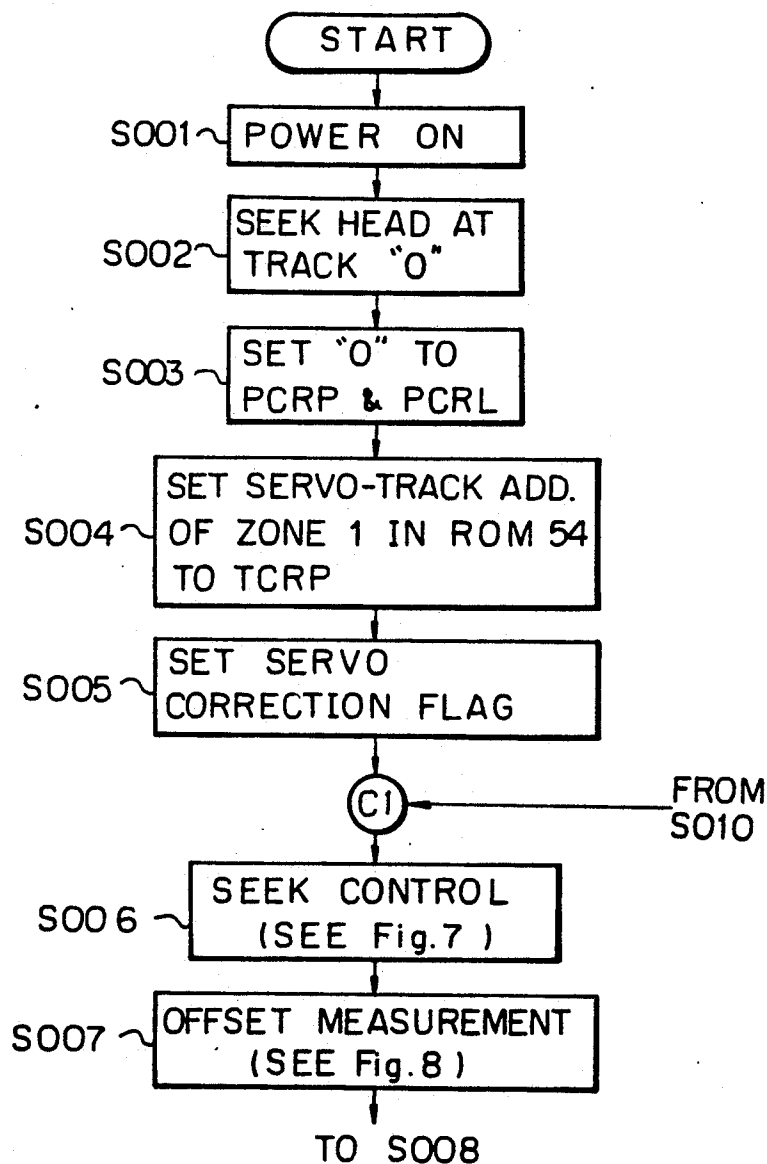 START
S001
POWER ON
SEEK HEAD AT
S002
TRACK "0"
SET "0" TO
S003
PCRP & PCRL
SET SERVO-TRACK ADD.
S004
OF ZONE 1 IN ROM 54
TO TCRP
SET SERVO
S005
CORRECTION FLAG
C1
FROM
S010
SEEK CONTROL
S006
(SEE Fig.7)
OFFSET MEASUREMENT
S007
(SEE Fig.8)
TO S008